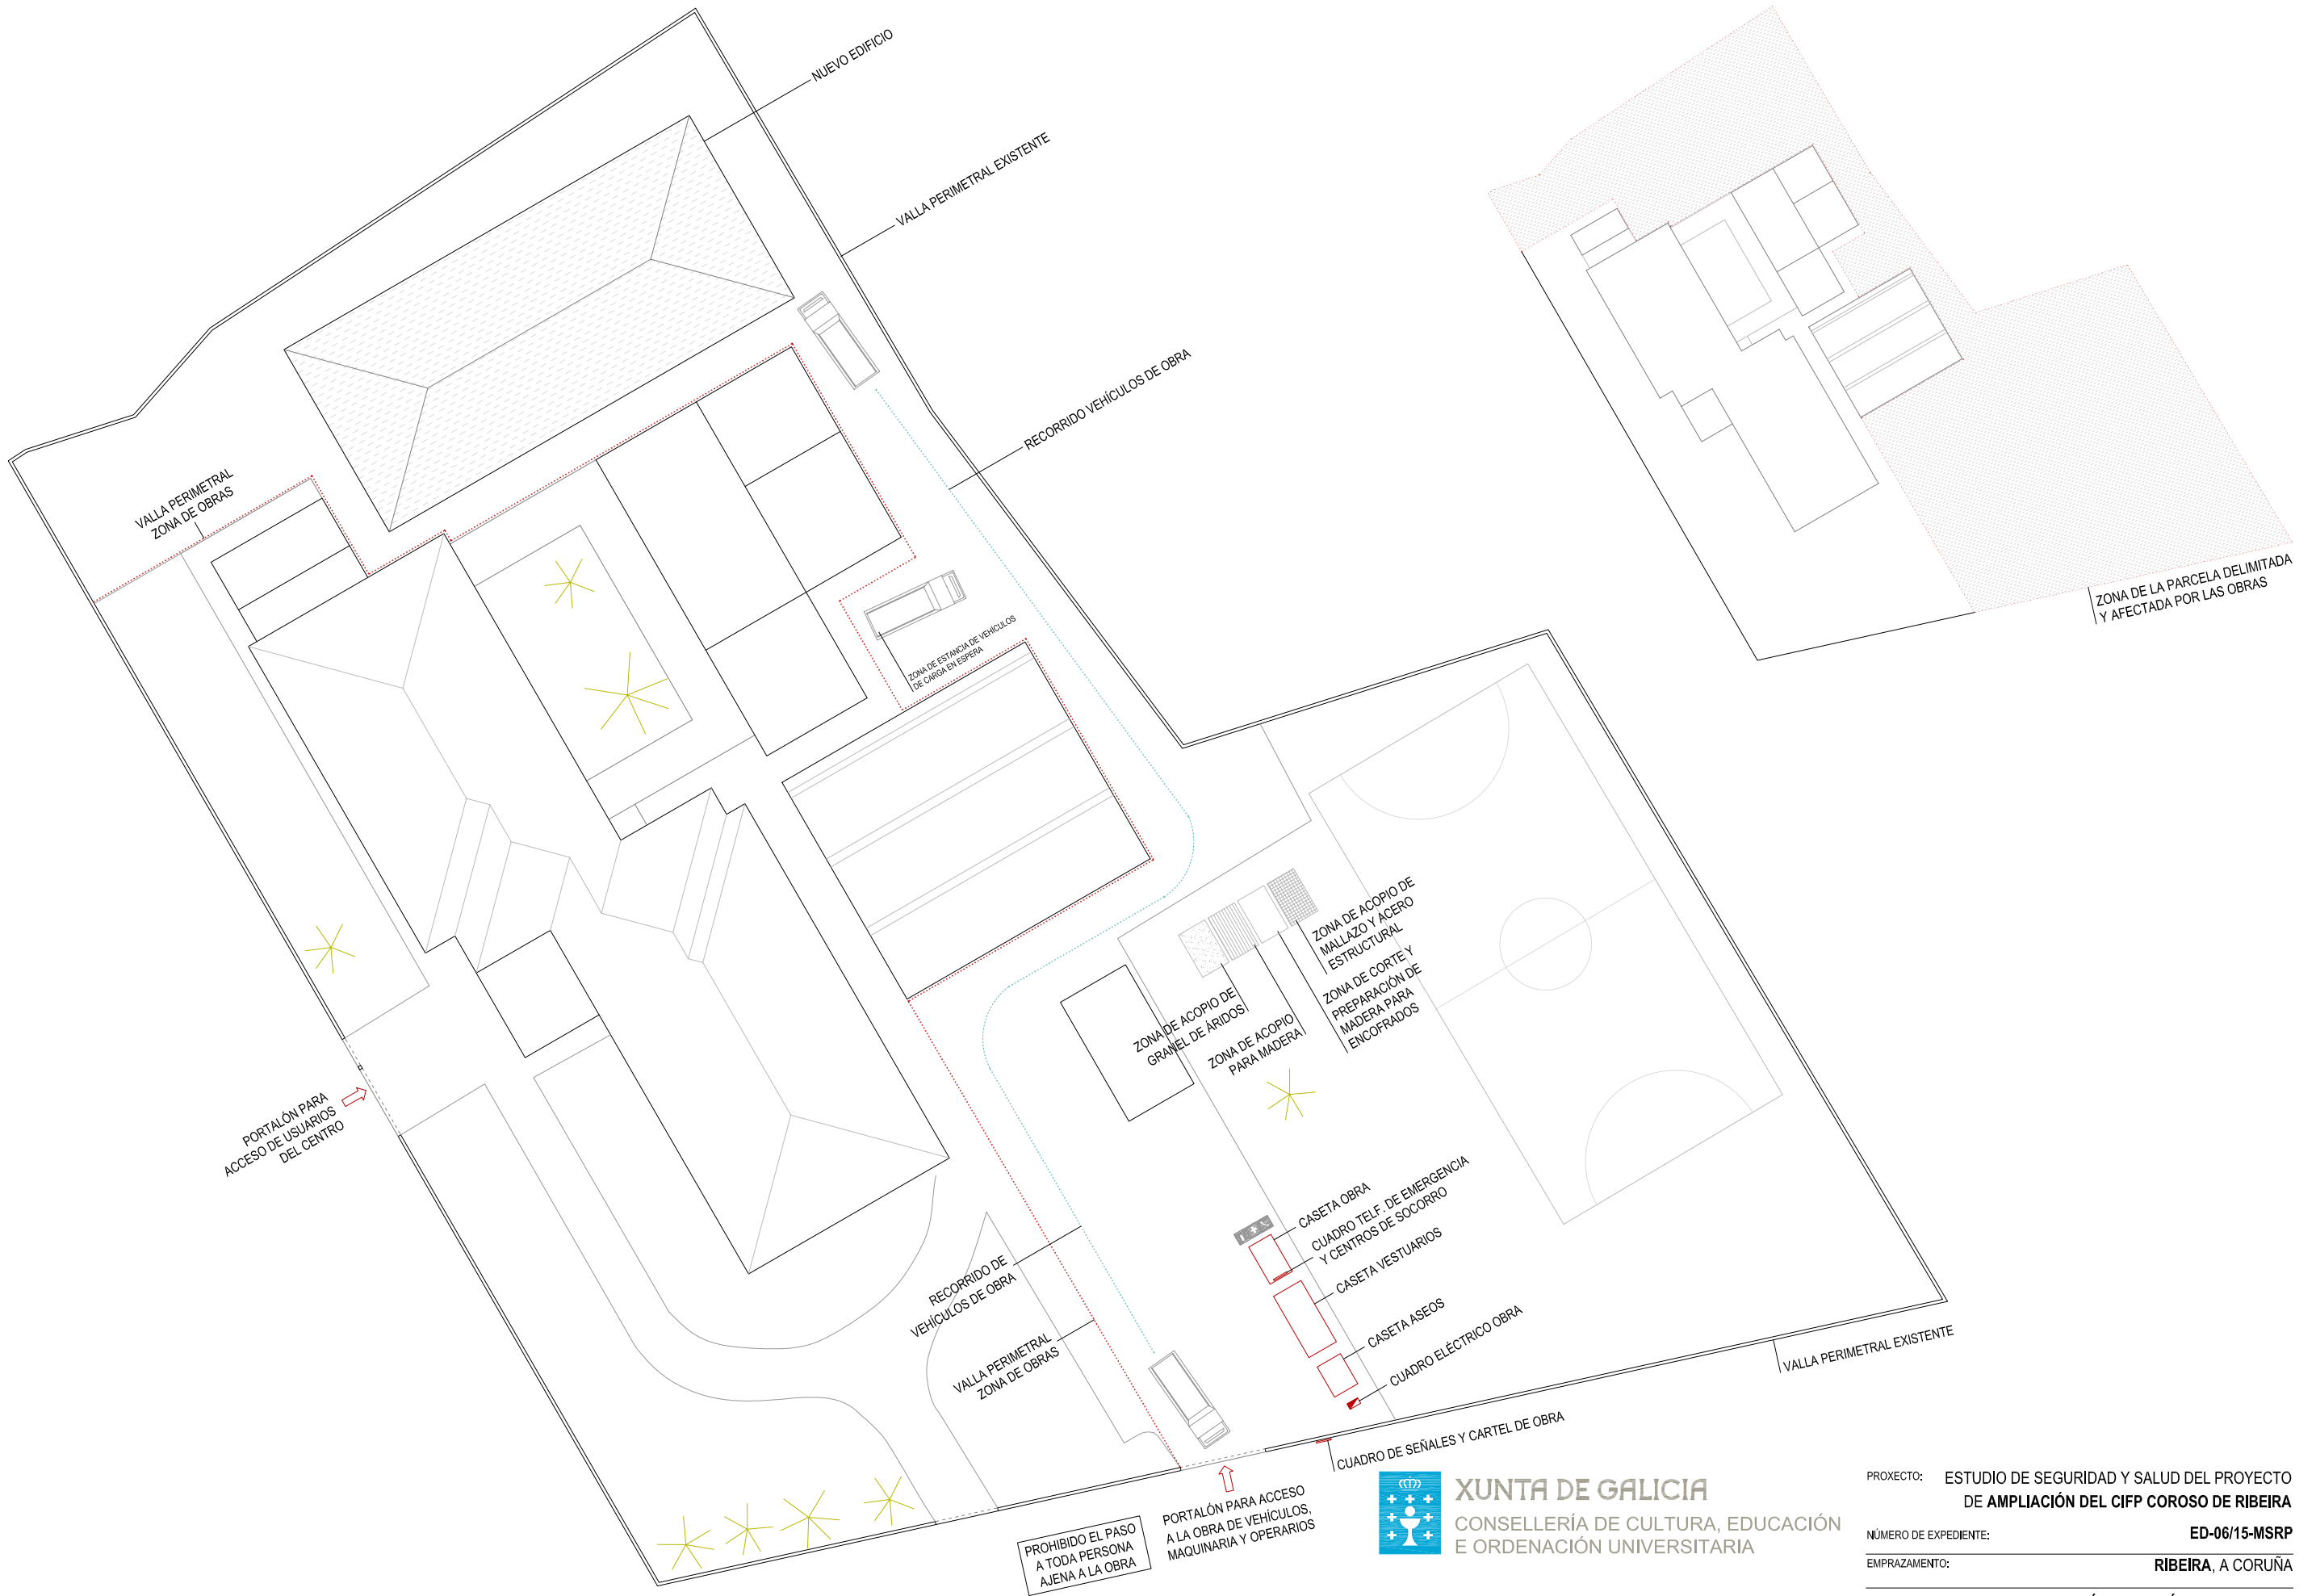 NUEVO EDIFICIO
VALLA PERIMETRAL EXISTENTE
RECORRIDO VEHÍCULOS DE OBRA
VALLA PERIMETRAL
ZONA DE OBRAS
ZONA DE LA PARCELA DELIMITADA
Y AFECTADA POR LAS OBRAS
ZONA DE ESTANCIA DE VEHÍCULOS
DE CARGA EN ESPERA
ZONA DE ACOPIO DE
MALLAZO Y ACERO
ESTRUCTURAL
ZONA DE CORTE Y
PREPARACIÓN DE
MADERA PARA
ENCOFRADOS
ZONA DE ACOPIO DE
GRANEL DE ÁRIDOS
ZONA DE ACOPIO
PARA MADERA
PORTALÓN PARA
ACCESO DE USUARIOS
DEL CENTRO
CASETA OBRA
CUADRO TELF. DE EMERGENCIA
Y CENTROS DE SOCORRO
CASETA VESTUARIOS
CASETA ASEOS
CUADRO ELÉCTRICO OBRA
RECORRIDO DE
VEHÍCULOS DE OBRA
VALLA PERIMETRAL
ZONA DE OBRAS
VALLA PERIMETRAL EXISTENTE
CUADRO DE SEÑALES Y CARTEL DE OBRA
PORTALÓN PARA ACCESO
A LA OBRA DE VEHÍCULOS,
MAQUINARIA Y OPERARIOS
PROHIBIDO EL PASO
A TODA PERSONA
AJENA A LA OBRA
XUNTA DE GALICIA
CONSELLERÍA DE CULTURA, EDUCACIÓN
E ORDENACIÓN UNIVERSITARIA
PROXECTO: ESTUDIO DE SEGURIDAD Y SALUD DEL PROYECTO
DE AMPLIACIÓN DEL CIFP COROSO DE RIBEIRA
NÚMERO DE EXPEDIENTE: ED-06/15-MSRP
EMPRAZAMENTO: RIBEIRA, A CORUÑA